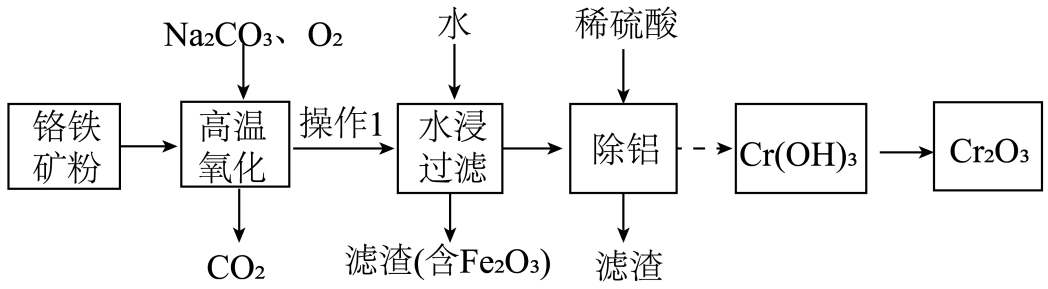 Na₂CO₃、O₂
水
稀硫酸
铬铁
矿粉
高温
氧化
操作1
水浸
过滤
除铝
Cr(OH)₃
Cr₂O₃
CO₂
滤渣(含Fe₂O₃)
滤渣